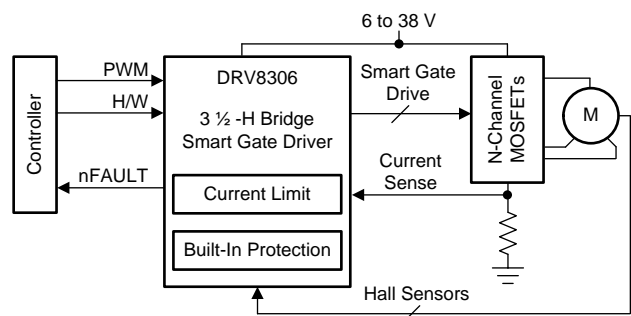 6 to 38 V
Controller
PWM
H/W
nFAULT
DRV8306
3 ½ -H Bridge
Smart Gate Driver
Current Limit
Built-In Protection
Smart Gate
Drive
Current
Sense
N-Channel
MOSFETs
M
Hall Sensors